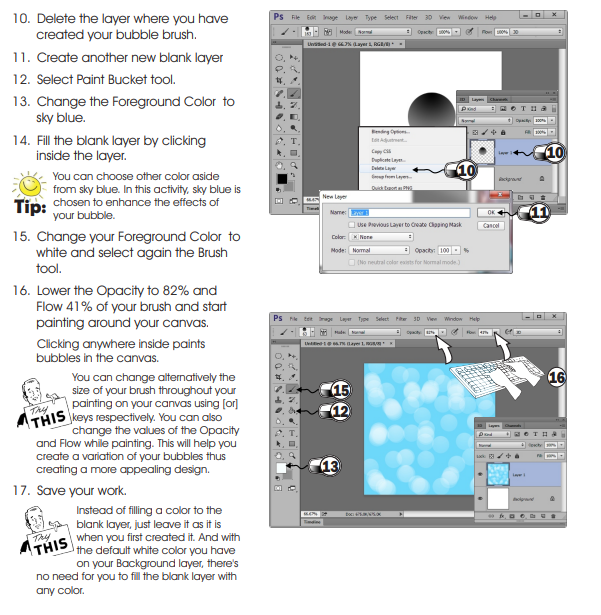 10. Delete the layer where you have
created your bubble brush.
11. Create another new blank layer
12. Select Paint Bucket tool.
13. Change the Foreground Color to
sky blue.
14. Fill the blank layer by clicking
inside the layer.
Tip:
You can choose other color aside
from sky blue. In this activity, sky blue is
chosen to enhance the effects of
your bubble.
15. Change your Foreground Color to
white and select again the Brush
tool.
16. Lower the Opacity to 82% and
Flow 41% of your brush and start
painting around your canvas.
Clicking anywhere inside paints
bubbles in the canvas.
Try
THIS
You can change alternatively the
size of your brush throughout your
painting on your canvas using [or]
keys respectively. You can also
change the values of the Opacity
and Flow while painting. This will help you
create a variation of your bubbles thus
creating a more appealing design.
17. Save your work.
Try
THIS
Instead of filling a color to the
blank layer, just leave it as it is
when you first created it. And with
the default white color you have
on your Background layer, there's
no need for you to fill the blank layer with
any color.
Ps File Edit Image Layer Type Select Filter 3D View Window Help
Mode: Normal Opacity: 100% Flow: 100% 3D
Untitled-1 @ 66.7% (Layer 1, RGB/8) *
3D Layers Channels
Kind
Normal Opacity: 100%
Fill: 100%
Layer 1
Background
Blending Options...
Edit Adjustment...
Copy CSS
Duplicate Layer...
Delete Layer
Group from Layers...
Quick Export as PNG
10
10
66.67%
Timeline
New Layer
Name: Layer 1
OK
11
Use Previous Layer to Create Clipping Mask
Cancel
Color: None
Mode: Normal Opacity: 100 %
(No neutral color exists for Normal mode.)
Ps File Edit Image Layer Type Select Filter 3D View Window Help
Mode: Normal Opacity: 82% Flow: 41% 3D
Untitled-1 @ 66.7% (Layer 1, RGB/8) *
16
15
12
13
3D Layers Channels
Kind
Normal Opacity: 100%
Lock: Fill: 100%
Layer 1
Background
66.67%
Timeline